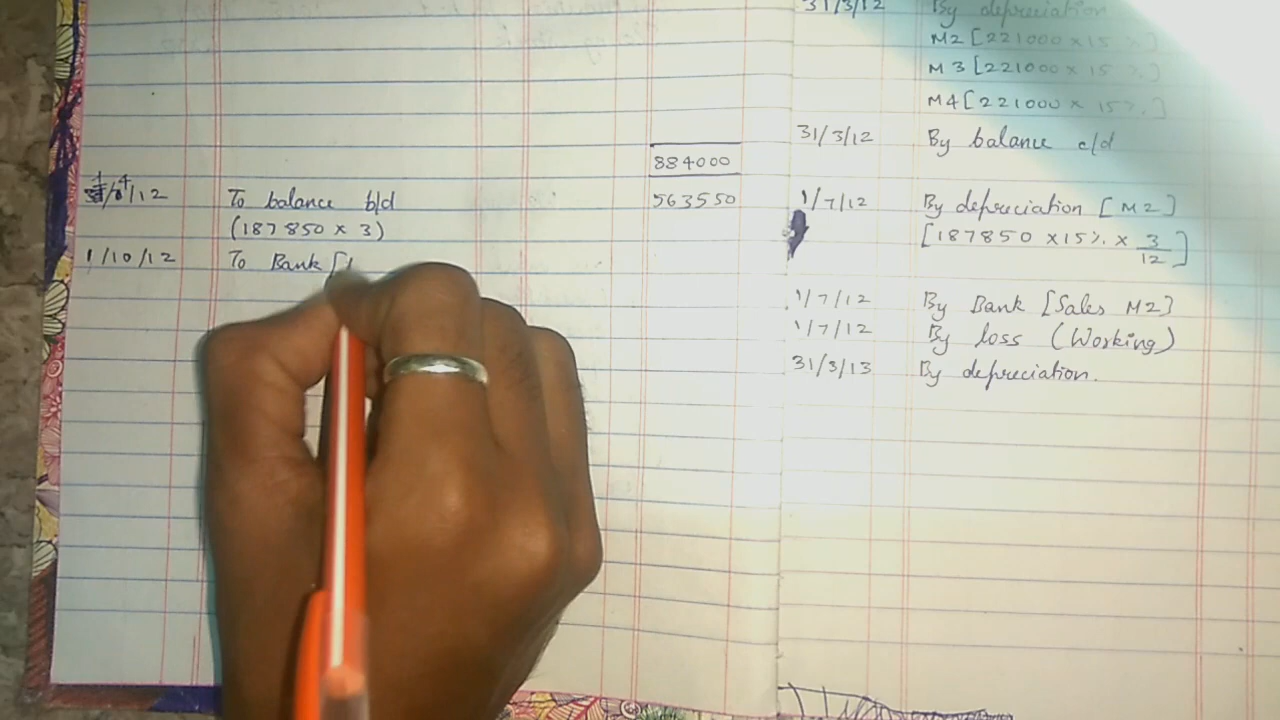 884000
1/4/12 To balance b/d 563550
(187850 × 3)
1/10/12 To Bank [
31/3/12 By depreciation
M2 [221000 × 15%]
M3 [221000 × 15%]
M4 [221000 × 15%]
31/3/12 By balance c/d
1/7/12 By depreciation [M2]
[187850 × 15% × 3/12]
1/7/12 By Bank [Sales M2]
1/7/12 By loss (Working)
31/3/13 By depreciation.